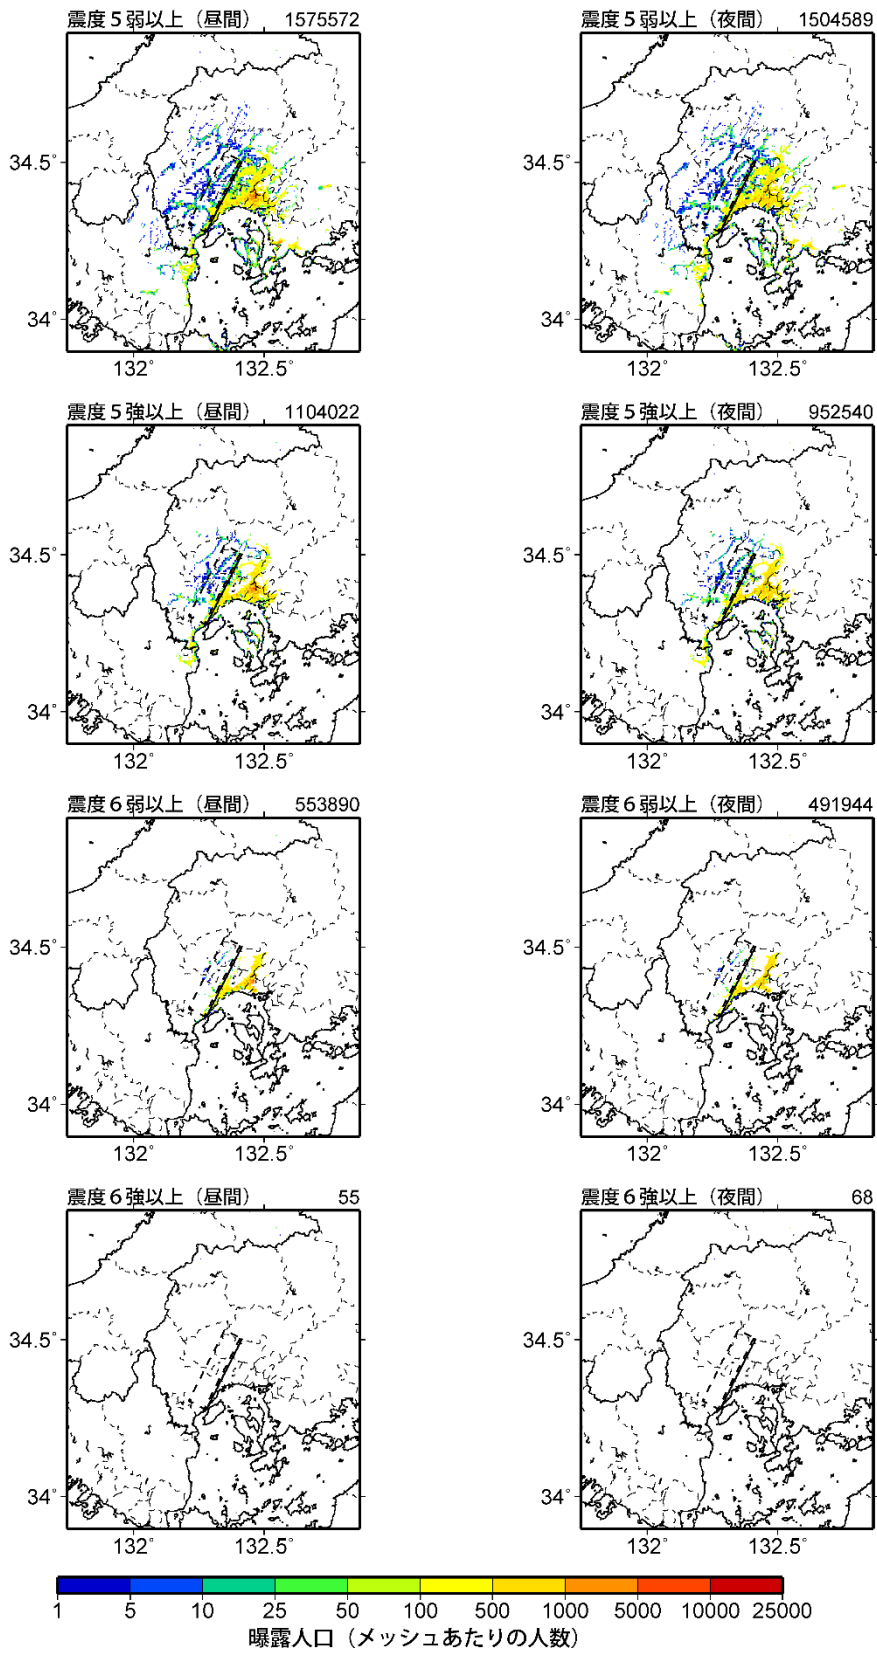 震度５弱以上（昼間） 1575572
震度５弱以上（夜間） 1504589
34.5° 34.5°
34° 34°
132° 132.5° 132° 132.5°
震度５強以上（昼間） 1104022
震度５強以上（夜間） 952540
34.5° 34.5°
34° 34°
132° 132.5° 132° 132.5°
震度６弱以上（昼間） 553890
震度６弱以上（夜間） 491944
34.5° 34.5°
34° 34°
132° 132.5° 132° 132.5°
震度６強以上（昼間） 55
震度６強以上（夜間） 68
34.5° 34.5°
34° 34°
132° 132.5° 132° 132.5°
1 5 10 25 50 100 500 1000 5000 10000 25000
曝露人口（メッシュあたりの人数）